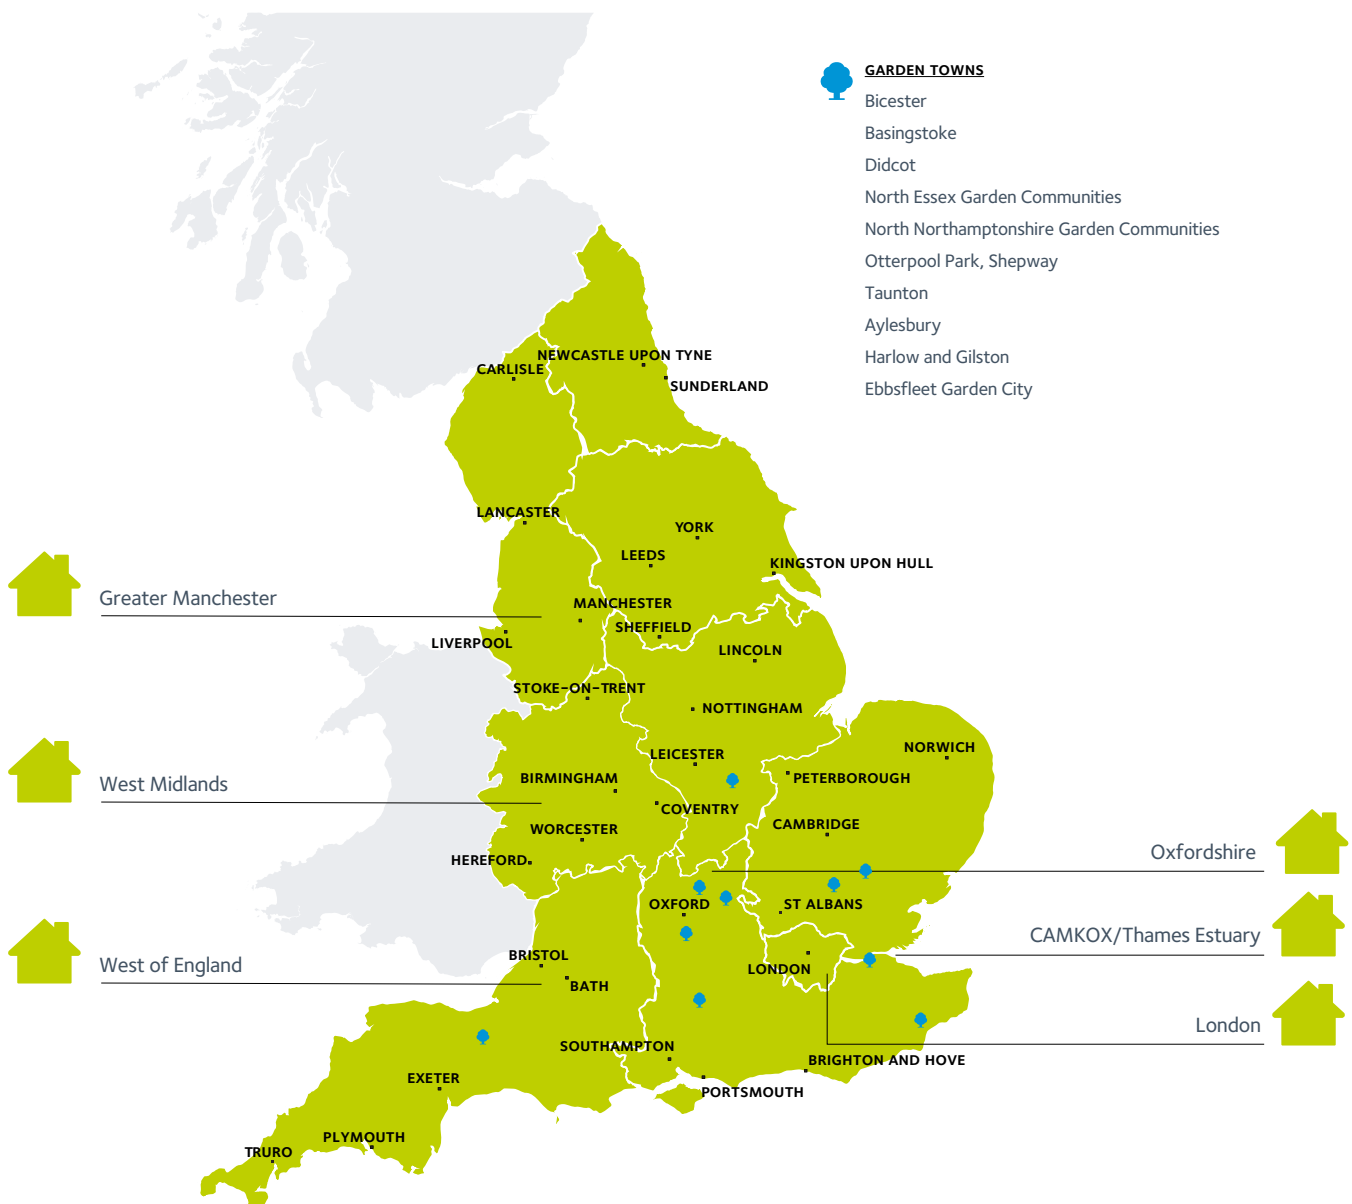 GARDEN TOWNS
Bicester
Basingstoke
Didcot
North Essex Garden Communities
North Northamptonshire Garden Communities
Otterpool Park, Shepway
Taunton
Aylesbury
Harlow and Gilston
Ebbsfleet Garden City
NEWCASTLE UPON TYNE
CARLISLE
SUNDERLAND
LANCASTER
YORK
LEEDS
KINGSTON UPON HULL
Greater Manchester
MANCHESTER
SHEFFIELD
LIVERPOOL
LINCOLN
STOKE-ON-TRENT
NOTTINGHAM
NORWICH
LEICESTER
BIRMINGHAM
PETERBOROUGH
West Midlands
COVENTRY
CAMBRIDGE
WORCESTER
HEREFORD
Oxfordshire
OXFORD
ST ALBANS
CAMKOX/Thames Estuary
BRISTOL
West of England
LONDON
BATH
London
SOUTHAMPTON
BRIGHTON AND HOVE
EXETER
PORTSMOUTH
PLYMOUTH
TRURO